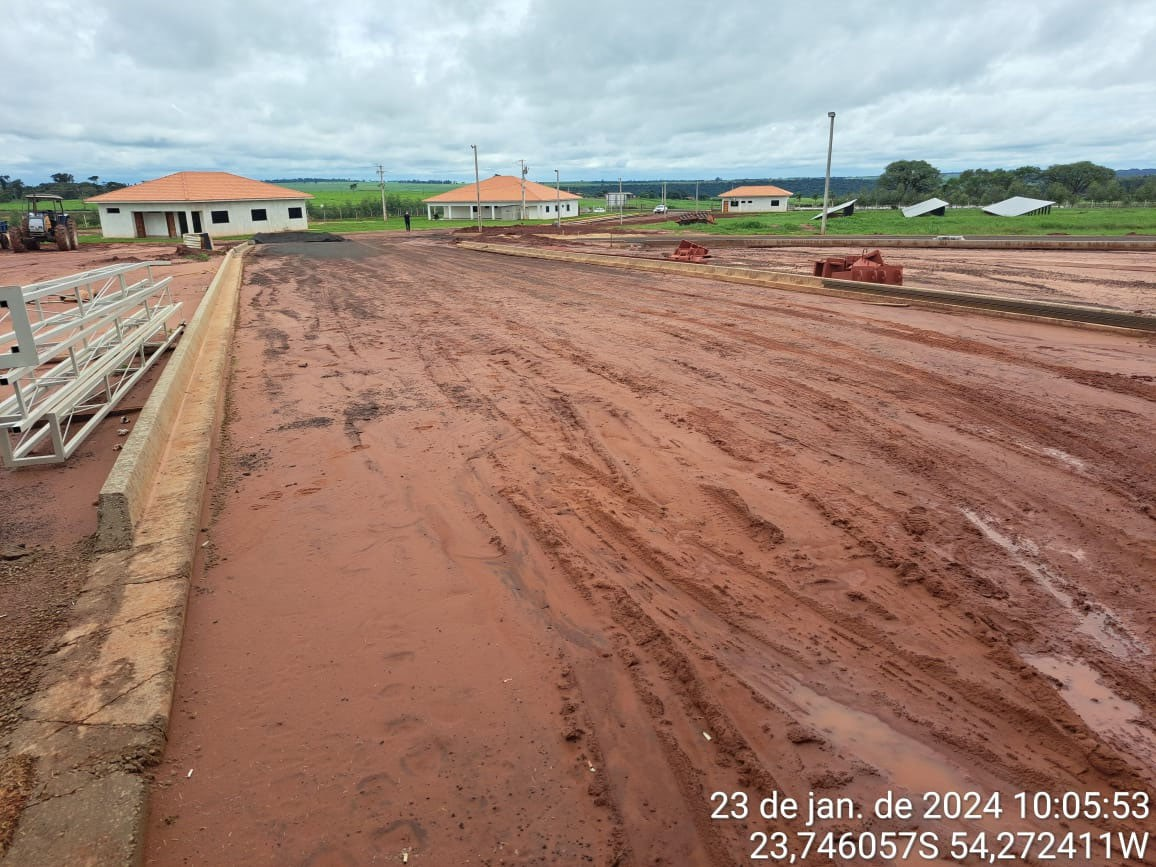 23 de jan. de 2024 10:05:53
23,746057S 54,272411W